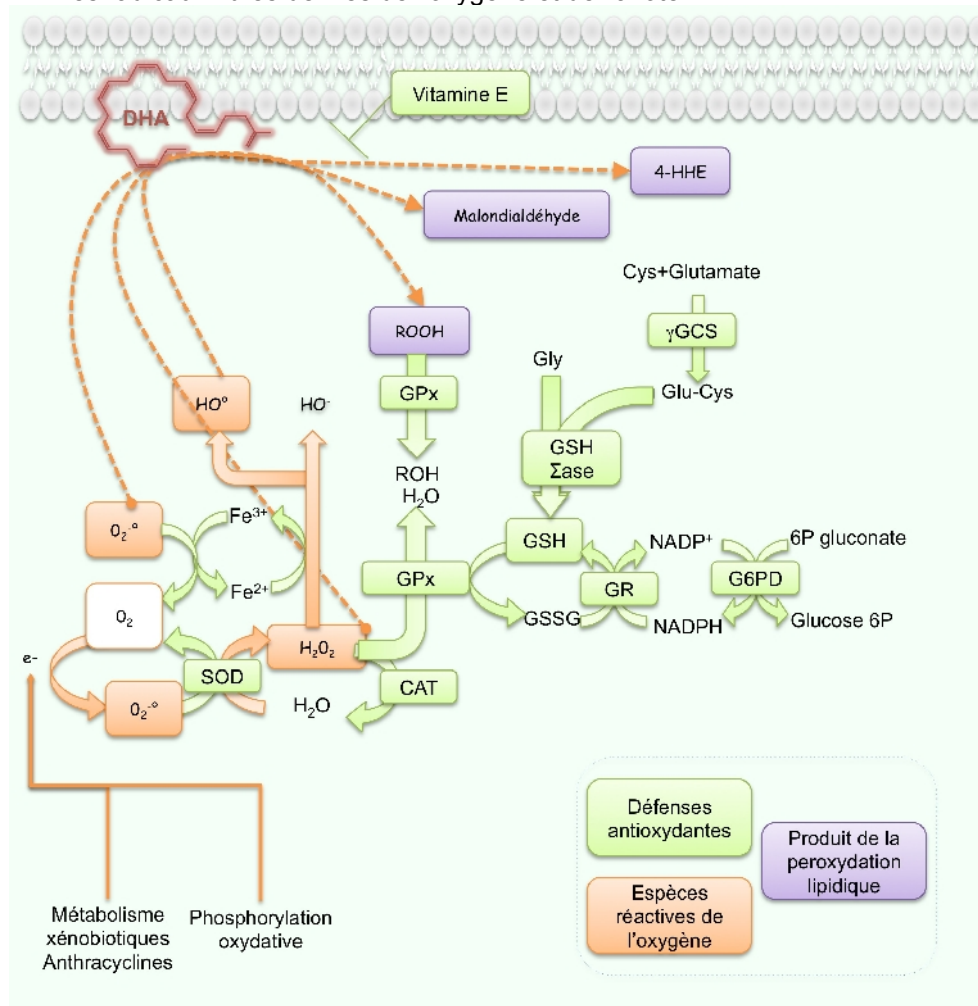 Vitamine E
DHA
4-HHE
Malondialdéhyde
Cys+Glutamate
ROOH
γGCS
Gly
GPx
Glu-Cys
HO°
HO-
GSH
Σase
ROH
H2O
Fe3+
O2-°
GSH
NADP+
6P gluconate
GPx
GR
G6PD
Fe2+
O2
GSSG
NADPH
Glucose 6P
H2O2
e-
SOD
CAT
O2-°
H2O
Défenses
antioxydantes
Produit de la
peroxydation
lipidique
Espèces
réactives de
l'oxygène
Métabolisme
xénobiotiques
Anthracyclines
Phosphorylation
oxydative